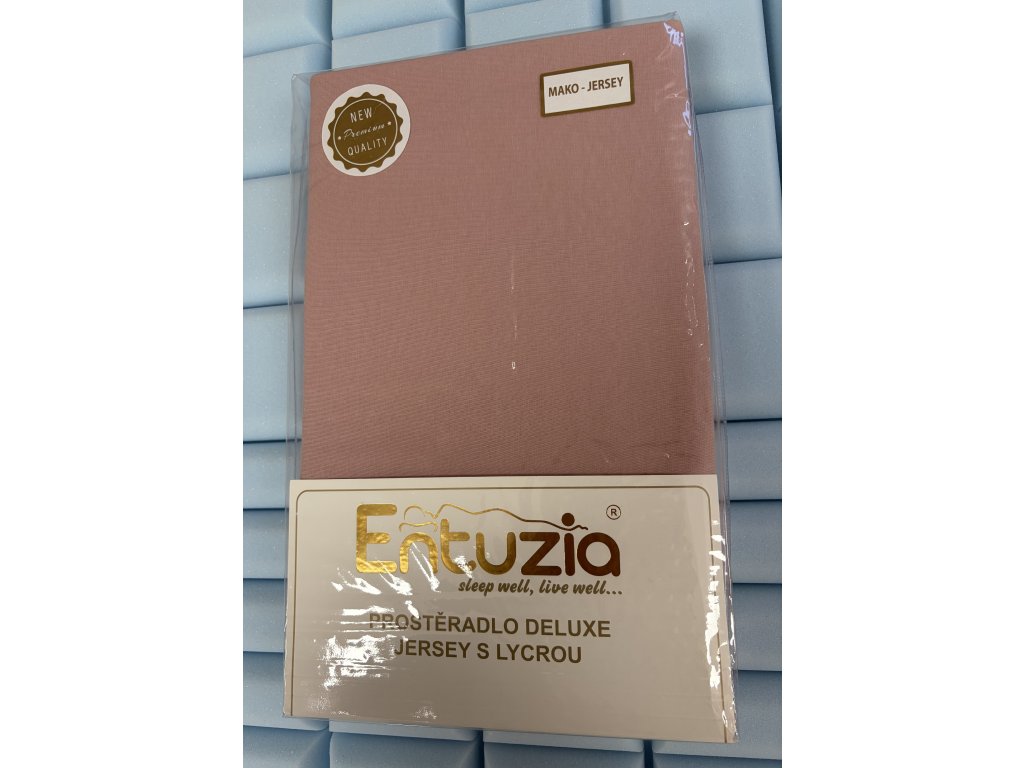 NEW
Premium
QUALITY
MAKO - JERSEY
Entuzia ®
sleep well, live well...
PROSTĚRADLO DELUXE
JERSEY S LYCROU